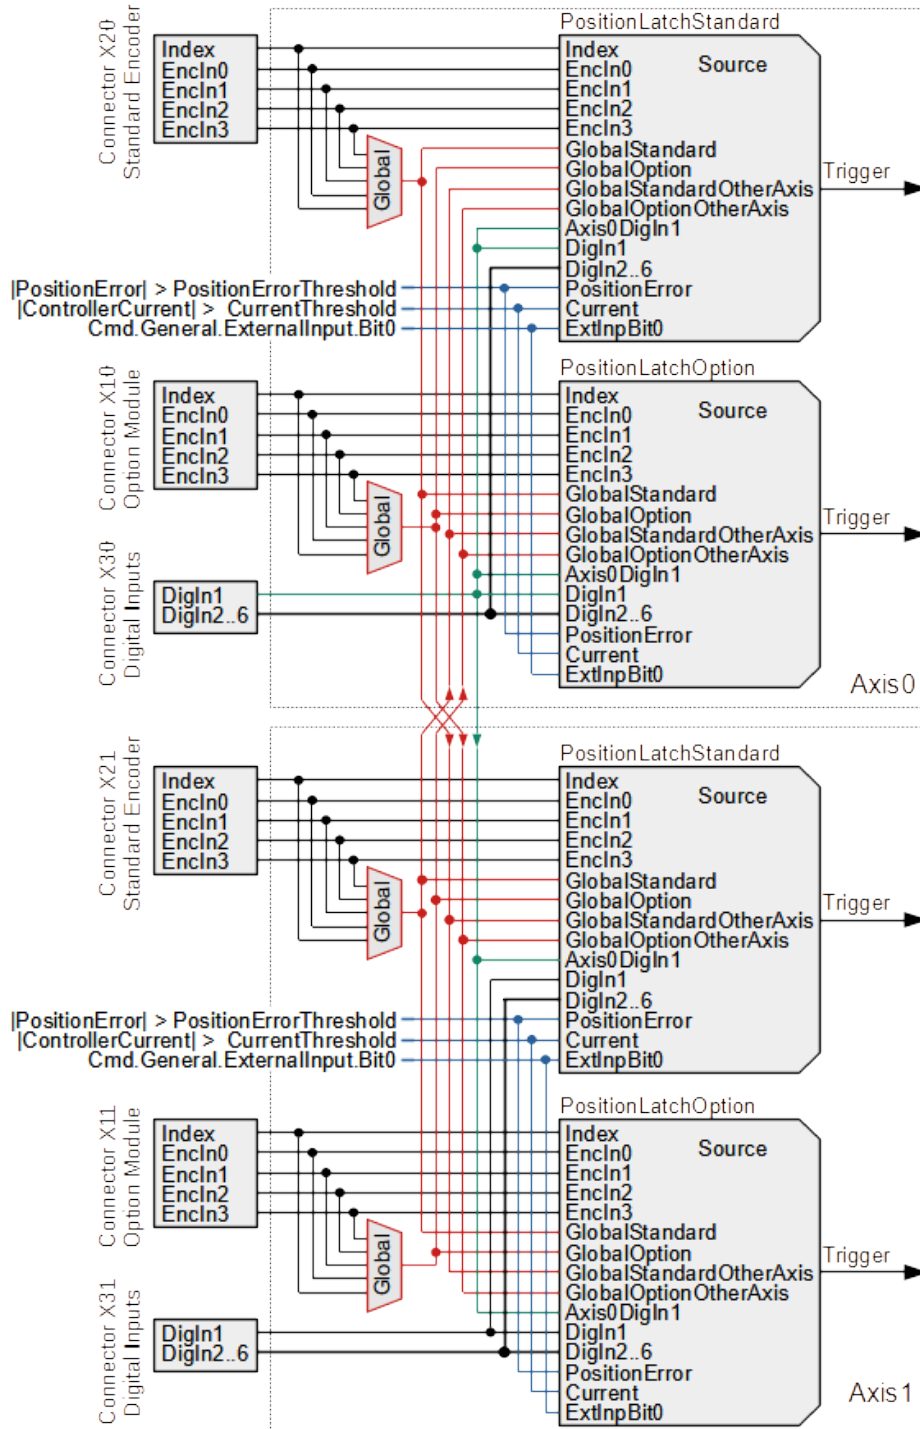 Connector X20
Standard Encoder
Index
EncIn0
EncIn1
EncIn2
EncIn3
Global
PositionLatchStandard
Source
Index
EncIn0
EncIn1
EncIn2
EncIn3
GlobalStandard
GlobalOption
GlobalStandardOtherAxis
GlobalOptionOtherAxis
Axis0DigIn1
DigIn1
DigIn2..6
PositionError
Current
ExtInpBit0
Trigger
|PositionError| > PositionErrorThreshold
|ControllerCurrent| > CurrentThreshold
Cmd.General.ExternalInput.Bit0
Connector X10
Option Module
Index
EncIn0
EncIn1
EncIn2
EncIn3
Global
Connector X30
Digital Inputs
DigIn1
DigIn2..6
PositionLatchOption
Source
Index
EncIn0
EncIn1
EncIn2
EncIn3
GlobalStandard
GlobalOption
GlobalStandardOtherAxis
GlobalOptionOtherAxis
Axis0DigIn1
DigIn1
DigIn2..6
PositionError
Current
ExtInpBit0
Trigger
Axis0
Connector X21
Standard Encoder
Index
EncIn0
EncIn1
EncIn2
EncIn3
Global
PositionLatchStandard
Source
Index
EncIn0
EncIn1
EncIn2
EncIn3
GlobalStandard
GlobalOption
GlobalStandardOtherAxis
GlobalOptionOtherAxis
Axis0DigIn1
DigIn1
DigIn2..6
PositionError
Current
ExtInpBit0
Trigger
|PositionError| > PositionErrorThreshold
|ControllerCurrent| > CurrentThreshold
Cmd.General.ExternalInput.Bit0
Connector X11
Option Module
Index
EncIn0
EncIn1
EncIn2
EncIn3
Global
Connector X31
Digital Inputs
DigIn1
DigIn2..6
PositionLatchOption
Source
Index
EncIn0
EncIn1
EncIn2
EncIn3
GlobalStandard
GlobalOption
GlobalStandardOtherAxis
GlobalOptionOtherAxis
Axis0DigIn1
DigIn1
DigIn2..6
PositionError
Current
ExtInpBit0
Trigger
Axis1